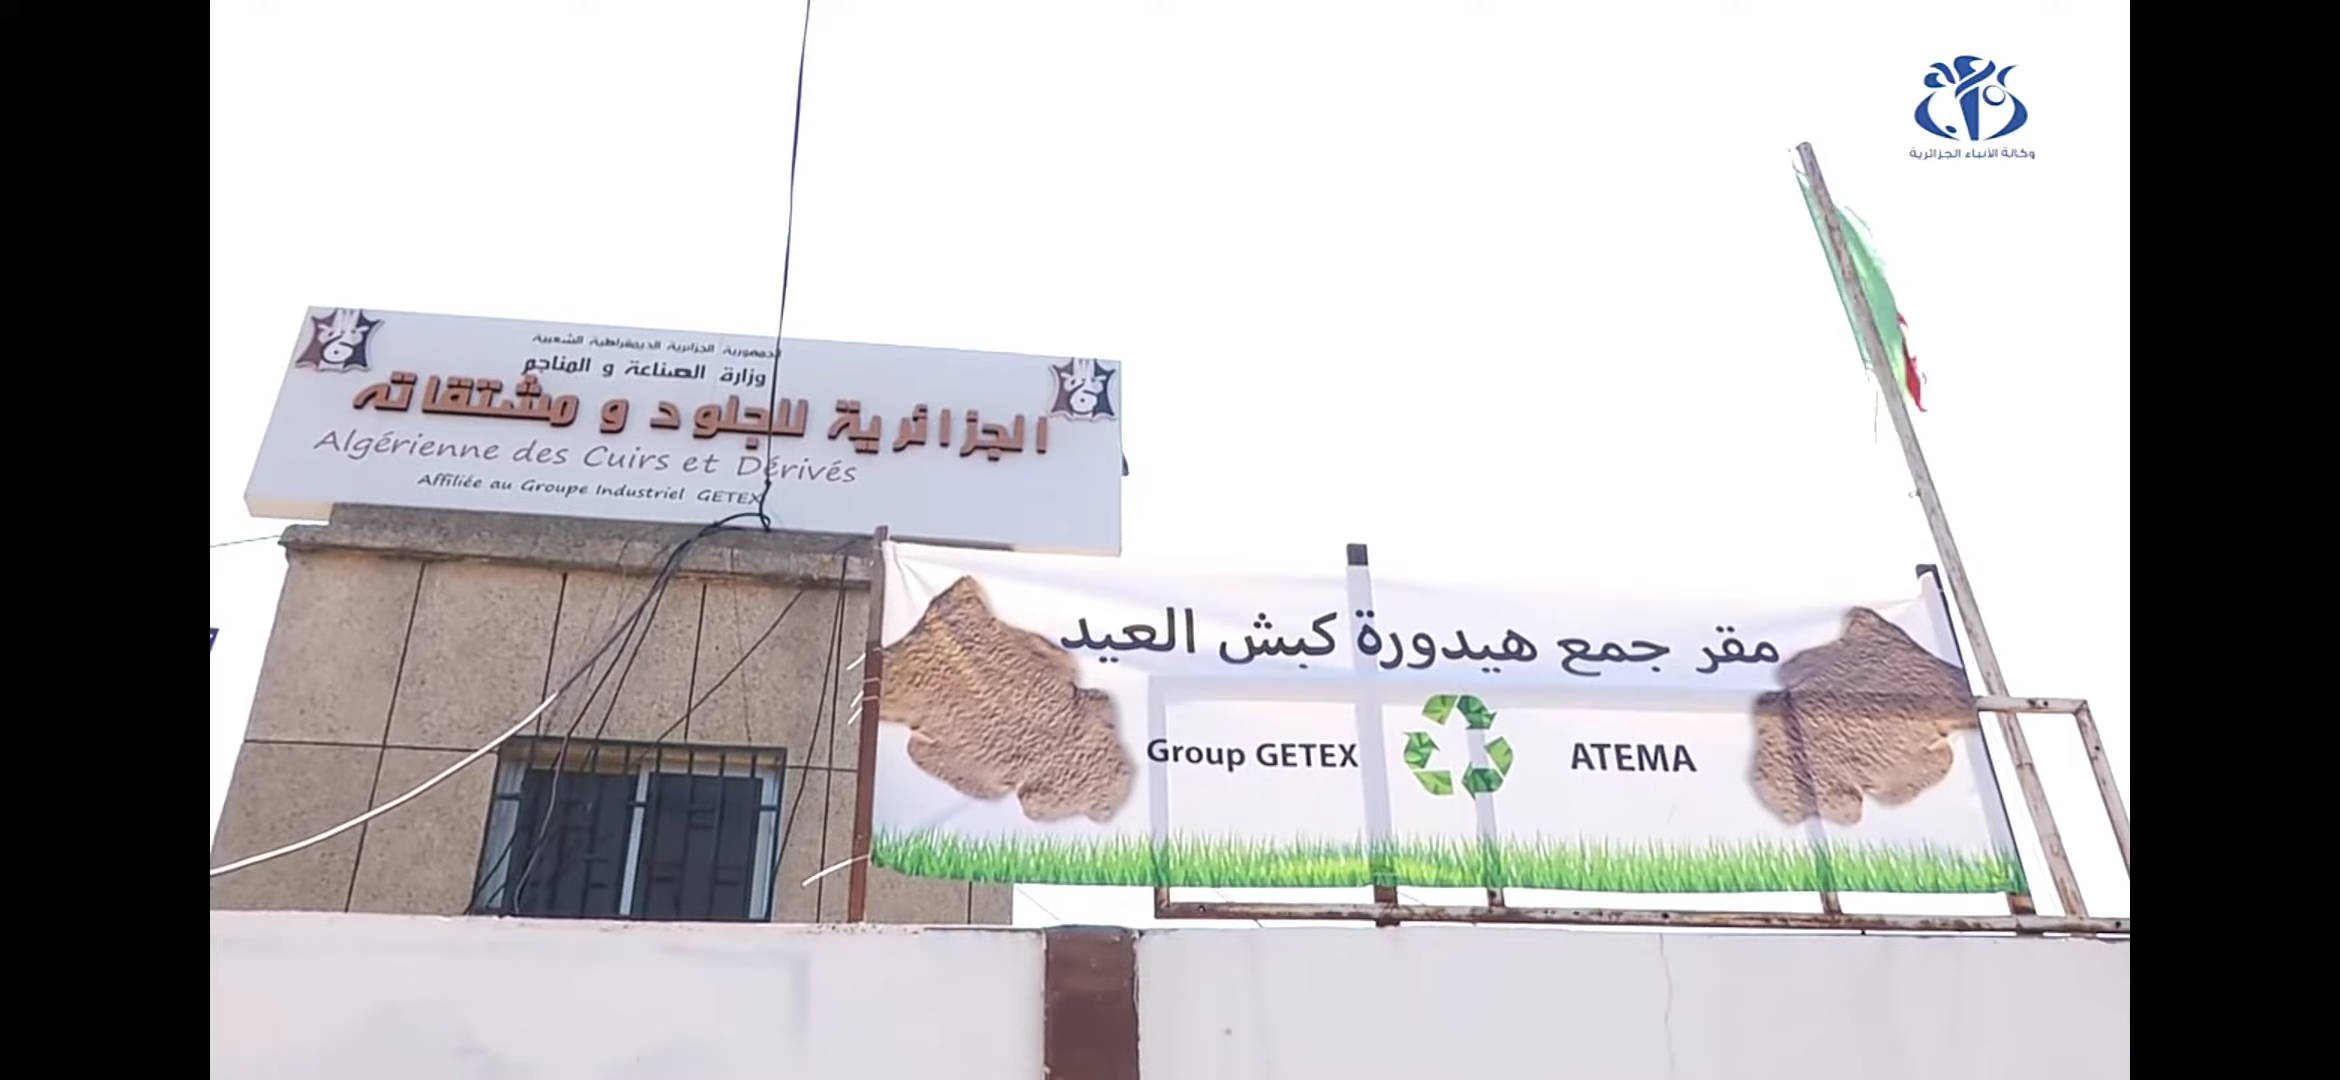 وكالة الأنباء الجزائرية
الجمهورية الجزائرية الديمقراطية الشعبية
وزارة الصناعة و المناجم
الجزائرية للجلود و مشتقاته
Algérienne des Cuirs et Dérivés
Affiliée au Groupe Industriel GETEX
مقر جمع هيدورة كبش العيد
Group GETEX ATEMA